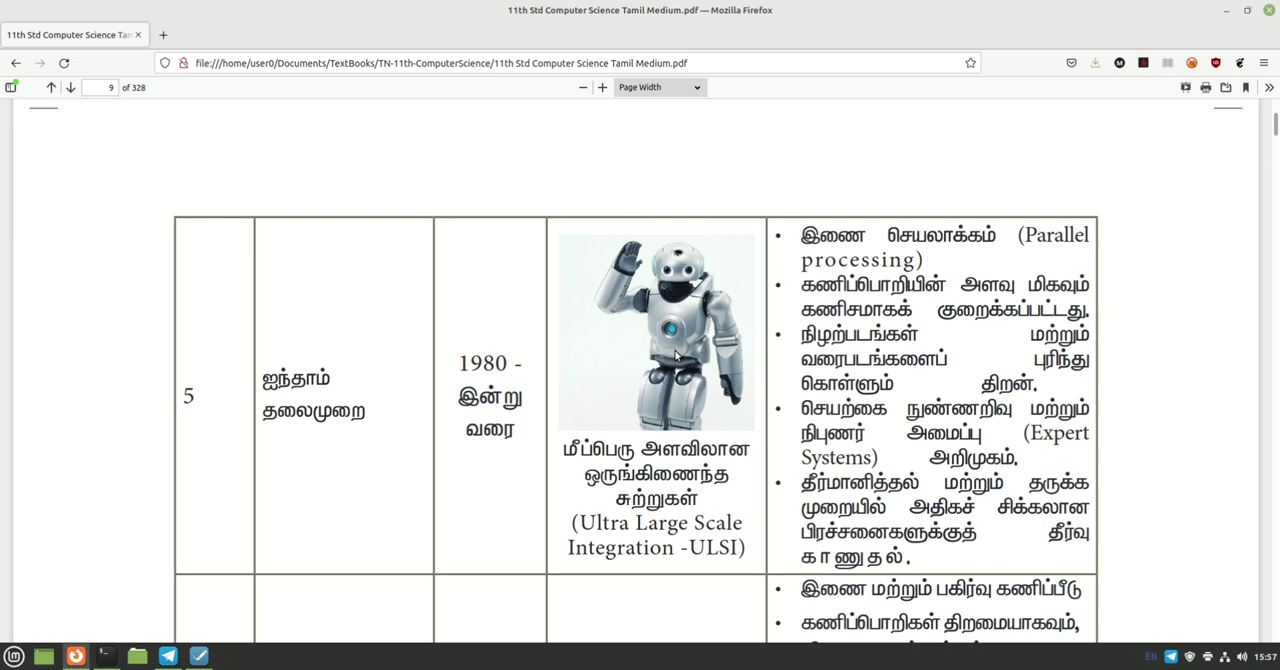 11th Std Computer Science Tamil Medium.pdf — Mozilla Firefox
11th Std Computer Science Tan
file:///home/user0/Documents/TextBooks/TN-11th-ComputerScience/11th Std Computer Science Tamil Medium.pdf
9 of 328
Page Width
5
ஐந்தாம்
தலைமுறை
1980 -
இன்று
வரை
மீப்பெரு அளவிலான
ஒருங்கிணைந்த
சுற்றுகள்
(Ultra Large Scale
Integration -ULSI)
• இணை செயலாக்கம் (Parallel
processing)
• கணிப்பொறியின் அளவு மிகவும்
கணிசமாகக் குறைக்கப்பட்டது.
• நிழற்படங்கள் மற்றும்
வரைபடங்களைப் புரிந்து
கொள்ளும் திறன்.
• செயற்கை நுண்ணறிவு மற்றும்
நிபுணர் அமைப்பு (Expert
Systems) அறிமுகம்.
• தீர்மானித்தல் மற்றும் தருக்க
முறையில் அதிகச் சிக்கலான
பிரச்சனைகளுக்குத் தீர்வு
காணுதல்.
• இணை மற்றும் பகிர்வு கணிப்பீடு
• கணிப்பொறிகள் திறமையாகவும்,
EN
15:57